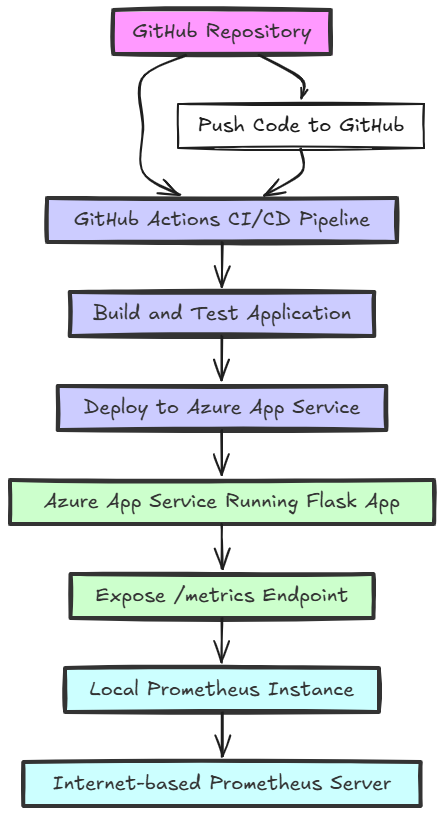 GitHub Repository
Push Code to GitHub
GitHub Actions CI/CD Pipeline
Build and Test Application
Deploy to Azure App Service
Azure App Service Running Flask App
Expose /metrics Endpoint
Local Prometheus Instance
Internet-based Prometheus Server